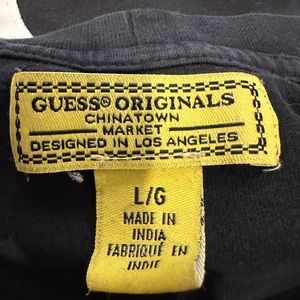 GUESS® ORIGINALS
CHINATOWN
MARKET
DESIGNED IN LOS ANGELES
L/G
MADE IN
INDIA
FABRIQUÉ EN
INDE